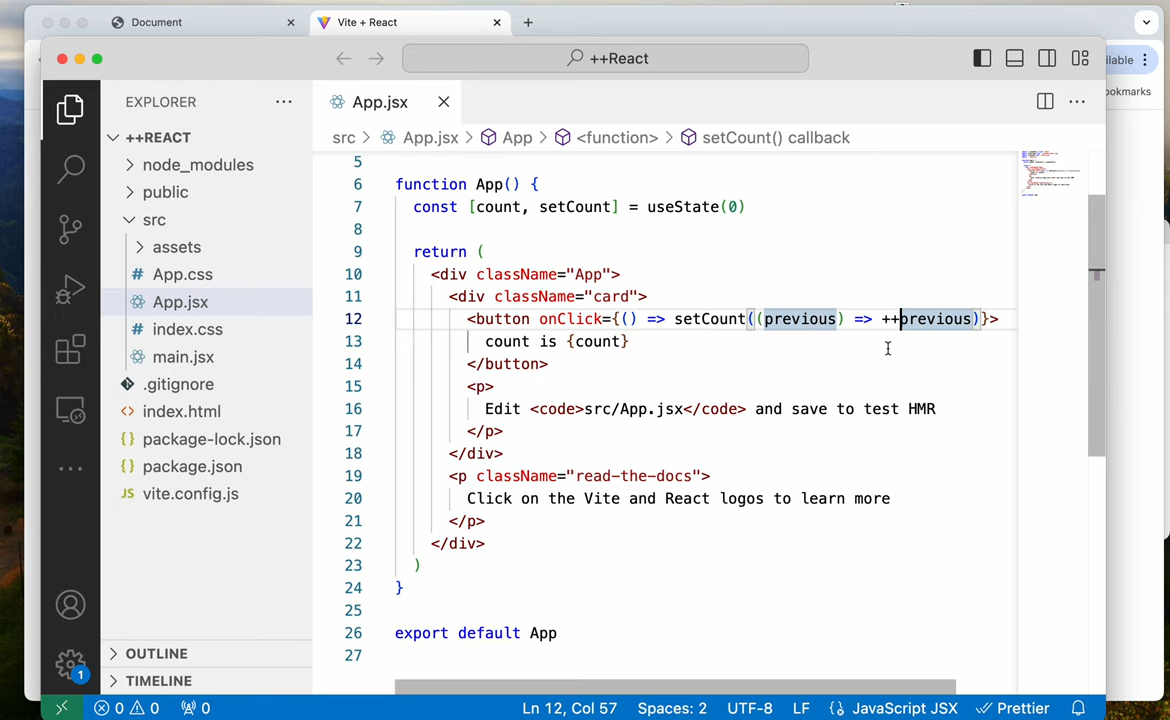 Document
Vite + React
++React
ilable
ookmarks
EXPLORER
++REACT
node_modules
public
src
assets
# App.css
App.jsx
# index.css
main.jsx
.gitignore
<> index.html
{} package-lock.json
{} package.json
JS vite.config.js
OUTLINE
TIMELINE
App.jsx
src > App.jsx > App > <function> > setCount() callback
5
6 function App() {
7 const [count, setCount] = useState(0)
8
9 return (
10 <div className="App">
11 <div className="card">
12 <button onClick={() => setCount((previous) => ++previous)}>
13 count is {count}
14 </button>
15 <p>
16 Edit <code>src/App.jsx</code> and save to test HMR
17 </p>
18 </div>
19 <p className="read-the-docs">
20 Click on the Vite and React logos to learn more
21 </p>
22 </div>
23 )
24 }
25
26 export default App
27
1
0 0 0
Ln 12, Col 57 Spaces: 2 UTF-8 LF {} JavaScript JSX Prettier